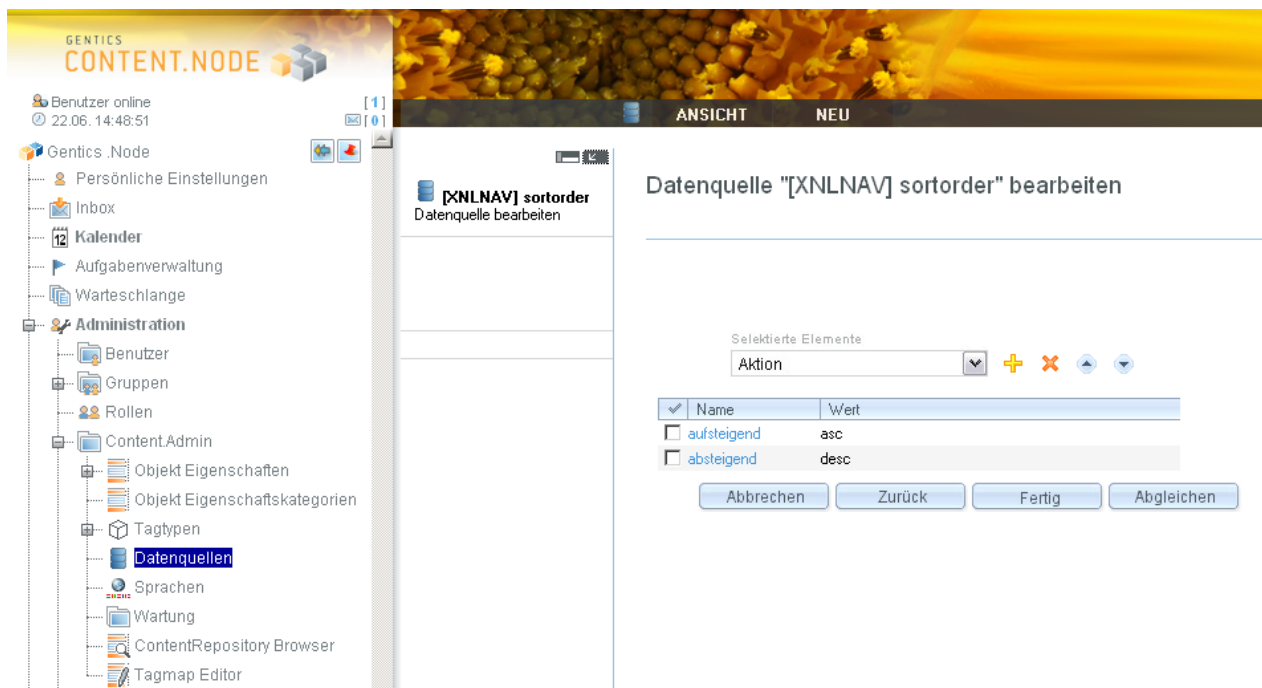 GENTICS
CONTENT.NODE
Benutzer online [1]
22.06. 14:48:51 [0]
ANSICHT NEU
Gentics .Node
Persönliche Einstellungen
Inbox
12 Kalender
Aufgabenverwaltung
Warteschlange
Administration
Benutzer
Gruppen
Rollen
Content.Admin
Objekt Eigenschaften
Objekt Eigenschaftskategorien
Tagtypen
Datenquellen
Sprachen
Wartung
ContentRepository Browser
Tagmap Editor
[XNLNAV] sortorder
Datenquelle bearbeiten
Datenquelle "[XNLNAV] sortorder" bearbeiten
Selektierte Elemente
Aktion
Name Wert
aufsteigend asc
absteigend desc
Abbrechen Zurück Fertig Abgleichen